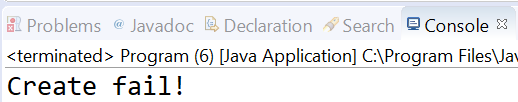 Problems @ Javadoc Declaration Search Console
<terminated> Program (6) [Java Application] C:\Program Files\Jav
Create fail!